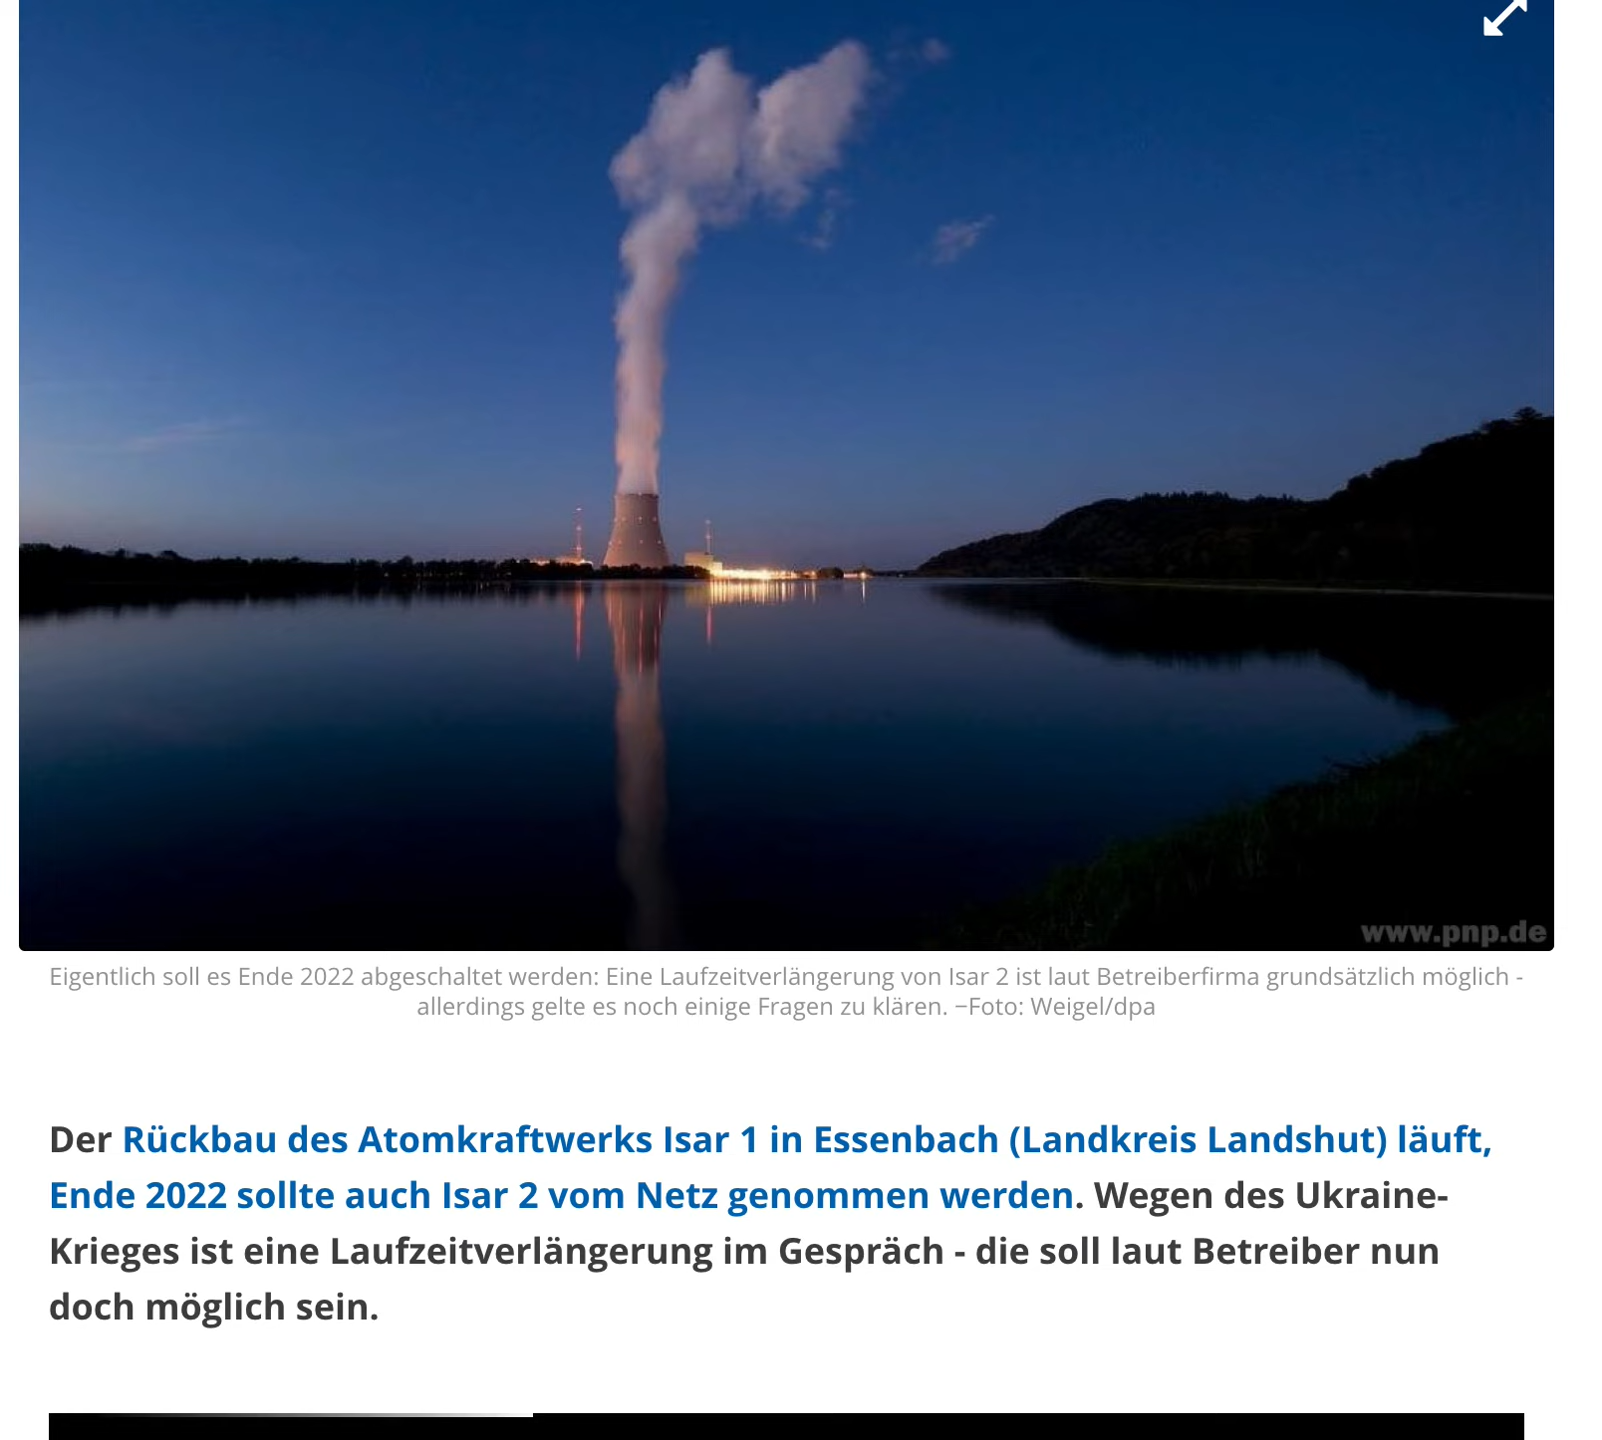 www.pnp.de
Eigentlich soll es Ende 2022 abgeschaltet werden: Eine Laufzeitverlängerung von Isar 2 ist laut Betreiberfirma grundsätzlich möglich -
allerdings gelte es noch einige Fragen zu klären. −Foto: Weigel/dpa
Der Rückbau des Atomkraftwerks Isar 1 in Essenbach (Landkreis Landshut) läuft,
Ende 2022 sollte auch Isar 2 vom Netz genommen werden. Wegen des Ukraine-
Krieges ist eine Laufzeitverlängerung im Gespräch - die soll laut Betreiber nun
doch möglich sein.